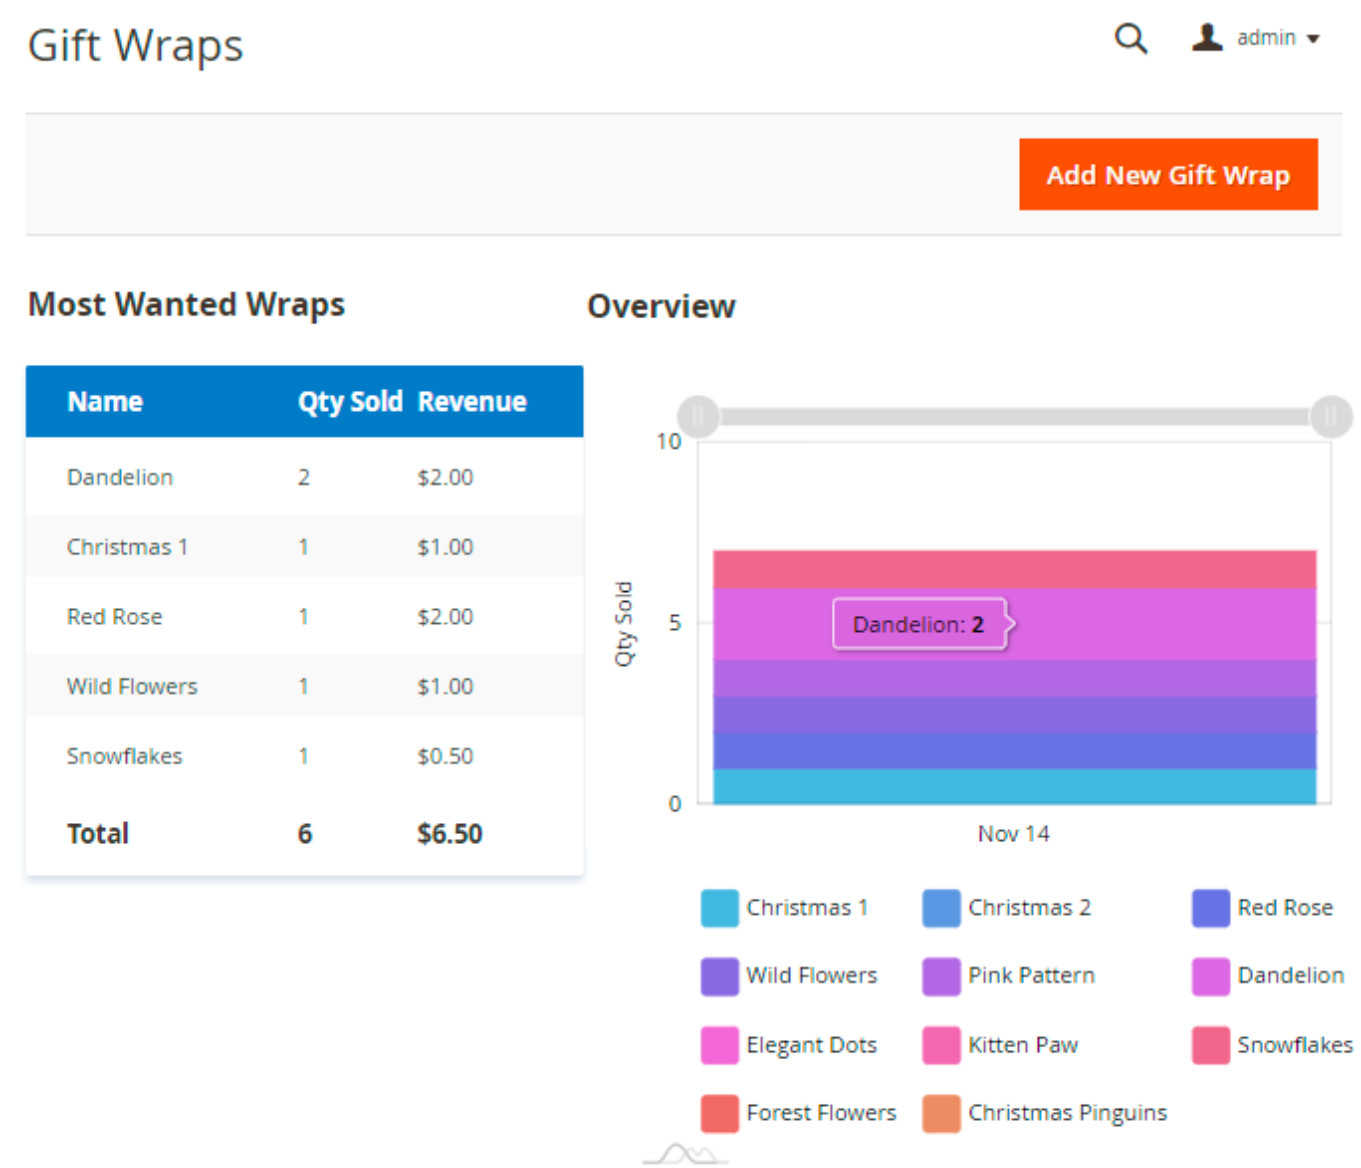 Gift Wraps
admin
Add New Gift Wrap
Most Wanted Wraps
Name Qty Sold Revenue
Dandelion 2 $2.00
Christmas 1 1 $1.00
Red Rose 1 $2.00
Wild Flowers 1 $1.00
Snowflakes 1 $0.50
Total 6 $6.50
Overview
10
5
0
Qty Sold
Dandelion: 2
Nov 14
Christmas 1 Christmas 2 Red Rose
Wild Flowers Pink Pattern Dandelion
Elegant Dots Kitten Paw Snowflakes
Forest Flowers Christmas Pinguins